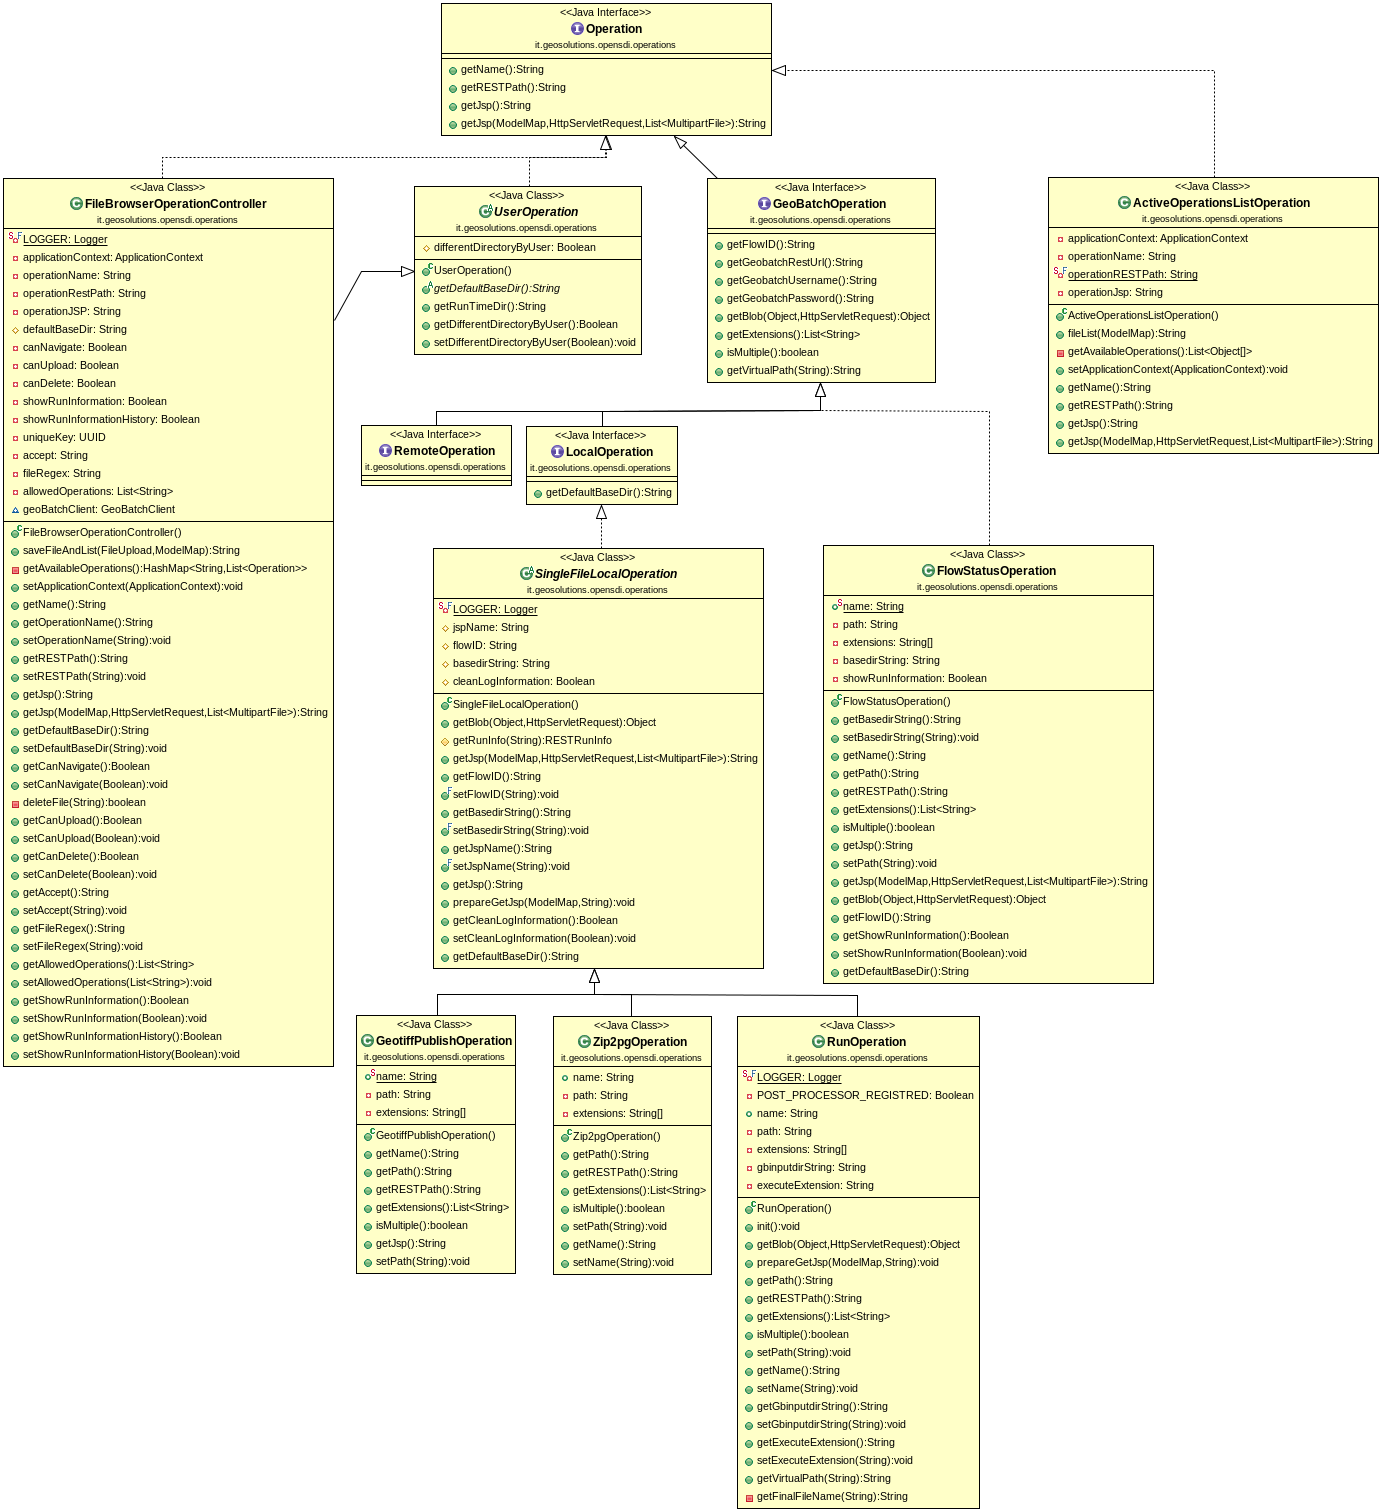 <<Java Interface>>
Operation
it.geosolutions.opensdi.operations
getName():String
getRESTPath():String
getJsp():String
getJsp(ModelMap,HttpServletRequest,List<MultipartFile>):String
<<Java Class>>
FileBrowserOperationController
it.geosolutions.opensdi.operations
LOGGER: Logger
applicationContext: ApplicationContext
operationName: String
operationRestPath: String
operationJSP: String
defaultBaseDir: String
canNavigate: Boolean
canUpload: Boolean
canDelete: Boolean
showRunInformation: Boolean
showRunInformationHistory: Boolean
uniqueKey: UUID
accept: String
fileRegex: String
allowedOperations: List<String>
geoBatchClient: GeoBatchClient
FileBrowserOperationController()
saveFileAndList(FileUpload,ModelMap):String
getAvailableOperations():HashMap<String,List<Operation>>
setApplicationContext(ApplicationContext):void
getName():String
getOperationName():String
setOperationName(String):void
getRESTPath():String
setRESTPath(String):void
getJsp():String
getJsp(ModelMap,HttpServletRequest,List<MultipartFile>):String
getDefaultBaseDir():String
setDefaultBaseDir(String):void
getCanNavigate():Boolean
setCanNavigate(Boolean):void
deleteFile(String):boolean
getCanUpload():Boolean
setCanUpload(Boolean):void
getCanDelete():Boolean
setCanDelete(Boolean):void
getAccept():String
setAccept(String):void
getFileRegex():String
setFileRegex(String):void
getAllowedOperations():List<String>
setAllowedOperations(List<String>):void
getShowRunInformation():Boolean
setShowRunInformation(Boolean):void
getShowRunInformationHistory():Boolean
setShowRunInformationHistory(Boolean):void
<<Java Class>>
UserOperation
it.geosolutions.opensdi.operations
differentDirectoryByUser: Boolean
UserOperation()
getDefaultBaseDir():String
getRunTimeDir():String
getDifferentDirectoryByUser():Boolean
setDifferentDirectoryByUser(Boolean):void
<<Java Interface>>
GeoBatchOperation
it.geosolutions.opensdi.operations
getFlowID():String
getGeobatchRestUrl():String
getGeobatchUsername():String
getGeobatchPassword():String
getBlob(Object,HttpServletRequest):Object
getExtensions():List<String>
isMultiple():boolean
getVirtualPath(String):String
<<Java Class>>
ActiveOperationsListOperation
it.geosolutions.opensdi.operations
applicationContext: ApplicationContext
operationName: String
operationRESTPath: String
operationJsp: String
ActiveOperationsListOperation()
fileList(ModelMap):String
getAvailableOperations():List<Object[]>
setApplicationContext(ApplicationContext):void
getName():String
getRESTPath():String
getJsp():String
getJsp(ModelMap,HttpServletRequest,List<MultipartFile>):String
<<Java Interface>>
RemoteOperation
it.geosolutions.opensdi.operations
<<Java Interface>>
LocalOperation
it.geosolutions.opensdi.operations
getDefaultBaseDir():String
<<Java Class>>
SingleFileLocalOperation
it.geosolutions.opensdi.operations
LOGGER: Logger
jspName: String
flowID: String
basedirString: String
cleanLogInformation: Boolean
SingleFileLocalOperation()
getBlob(Object,HttpServletRequest):Object
getRunInfo(String):RESTRunInfo
getJsp(ModelMap,HttpServletRequest,List<MultipartFile>):String
getFlowID():String
setFlowID(String):void
getBasedirString():String
setBasedirString(String):void
getJspName():String
setJspName(String):void
getJsp():String
prepareGetJsp(ModelMap,String):void
getCleanLogInformation():Boolean
setCleanLogInformation(Boolean):void
getDefaultBaseDir():String
<<Java Class>>
FlowStatusOperation
it.geosolutions.opensdi.operations
name: String
path: String
extensions: String[]
basedirString: String
showRunInformation: Boolean
FlowStatusOperation()
getBasedirString():String
setBasedirString(String):void
getName():String
getPath():String
getRESTPath():String
getExtensions():List<String>
isMultiple():boolean
getJsp():String
setPath(String):void
getJsp(ModelMap,HttpServletRequest,List<MultipartFile>):String
getBlob(Object,HttpServletRequest):Object
getFlowID():String
getShowRunInformation():Boolean
setShowRunInformation(Boolean):void
getDefaultBaseDir():String
<<Java Class>>
GeotiffPublishOperation
it.geosolutions.opensdi.operations
name: String
path: String
extensions: String[]
GeotiffPublishOperation()
getName():String
getPath():String
getRESTPath():String
getExtensions():List<String>
isMultiple():boolean
getJsp():String
setPath(String):void
<<Java Class>>
Zip2pgOperation
it.geosolutions.opensdi.operations
name: String
path: String
extensions: String[]
Zip2pgOperation()
getPath():String
getRESTPath():String
getExtensions():List<String>
isMultiple():boolean
setPath(String):void
getName():String
setName(String):void
<<Java Class>>
RunOperation
it.geosolutions.opensdi.operations
LOGGER: Logger
POST_PROCESSOR_REGISTRED: Boolean
name: String
path: String
extensions: String[]
gbinputdirString: String
executeExtension: String
RunOperation()
init():void
getBlob(Object,HttpServletRequest):Object
prepareGetJsp(ModelMap,String):void
getPath():String
getRESTPath():String
getExtensions():List<String>
isMultiple():boolean
setPath(String):void
getName():String
setName(String):void
getGbinputdirString():String
setGbinputdirString(String):void
getExecuteExtension():String
setExecuteExtension(String):void
getVirtualPath(String):String
getFinalFileName(String):String